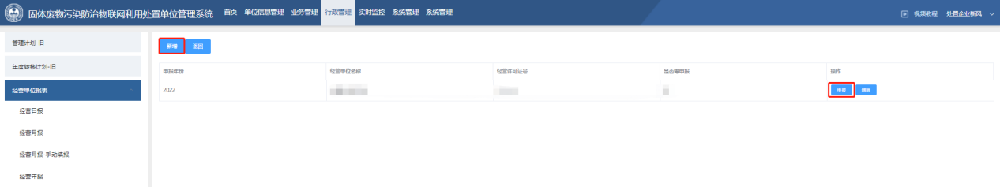 固体废物污染防治物联网利用处置单位管理系统 首页 单位信息管理 业务管理 行政管理 实时监控 系统管理 系统管理 视频教程 处置企业新风
管理计划-旧
新增 返回
年度转移计划-旧
申报年份 经营单位名称 经营许可证号 是否零申报 操作
经营单位报表
2022 申报 删除
经营日报
经营月报
经营月报-手动填报
经营年报